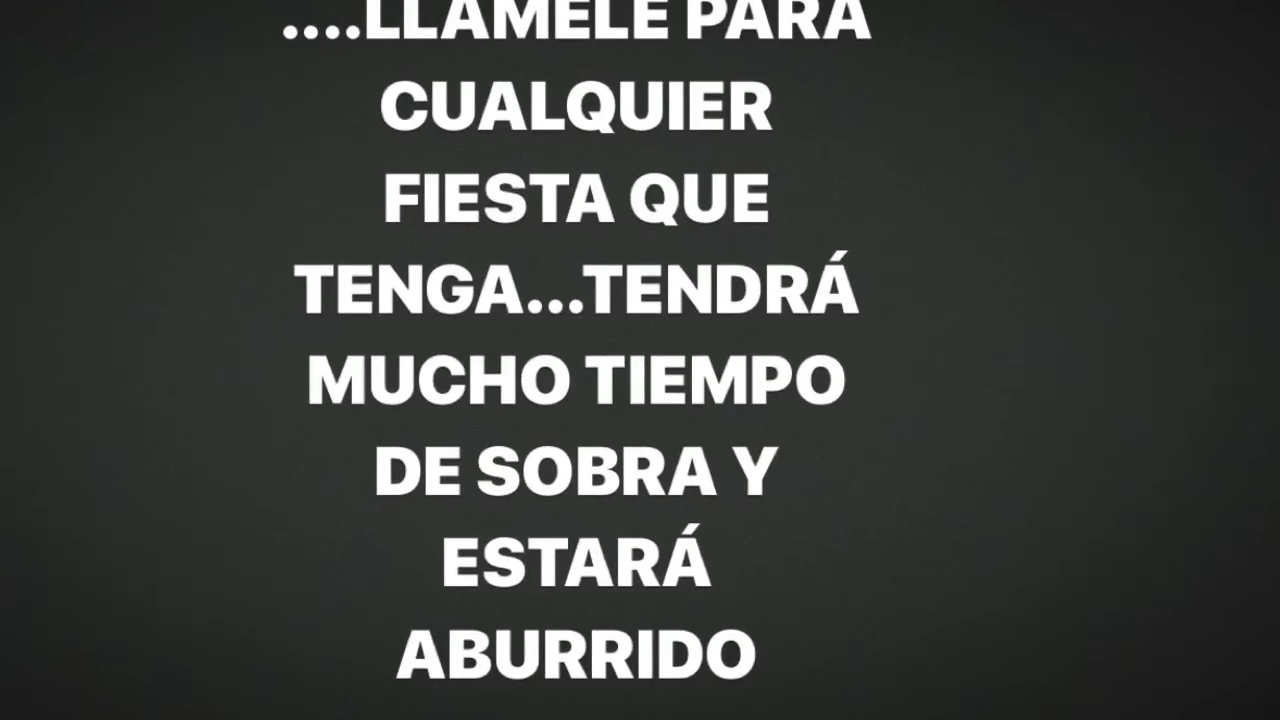 ....LLAMELE PARA
CUALQUIER
FIESTA QUE
TENGA...TENDRÁ
MUCHO TIEMPO
DE SOBRA Y
ESTARÁ
ABURRIDO